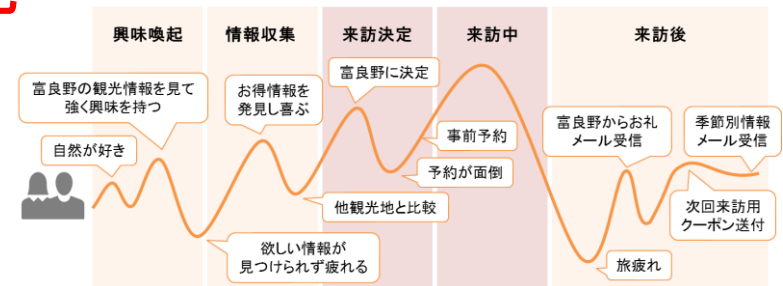 興味喚起
情報収集
来訪決定
来訪中
来訪後
富良野の観光情報を見て
強く興味を持つ
自然が好き
お得情報を
発見し喜ぶ
富良野に決定
事前予約
予約が面倒
他観光地と比較
欲しい情報が
見つけられず疲れる
富良野からお礼
メール受信
季節別情報
メール受信
次回来訪用
クーポン送付
旅疲れ